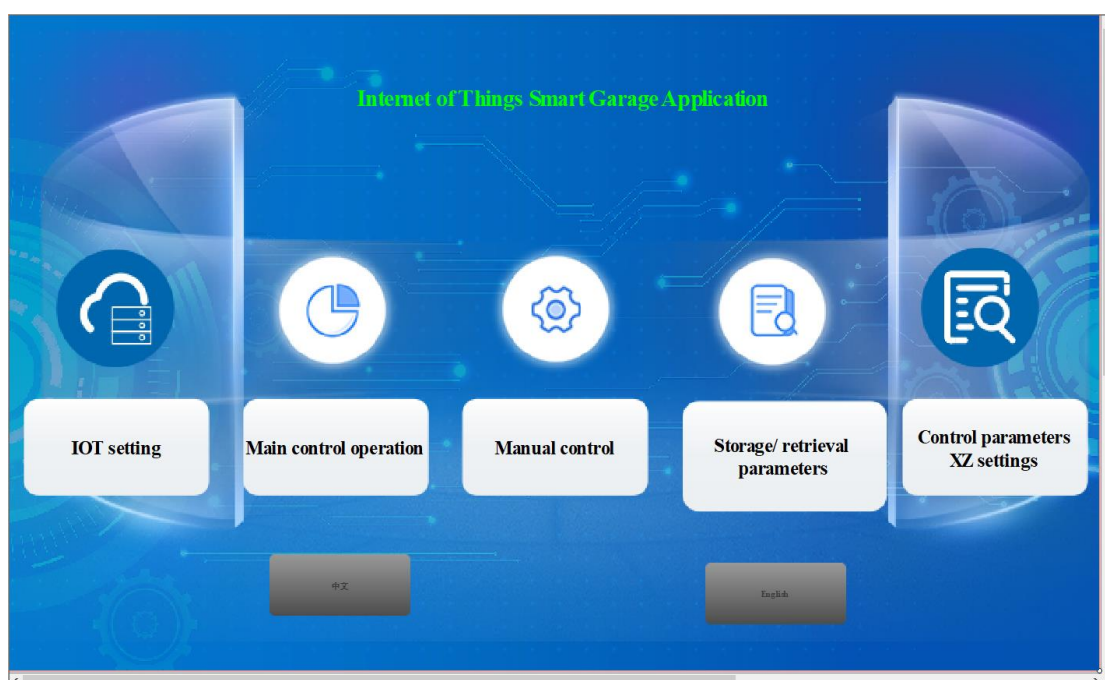 Internet of Things Smart Garage Application
IOT setting
Main control operation
Manual control
Storage/ retrieval
parameters
Control parameters
XZ settings
中文
English